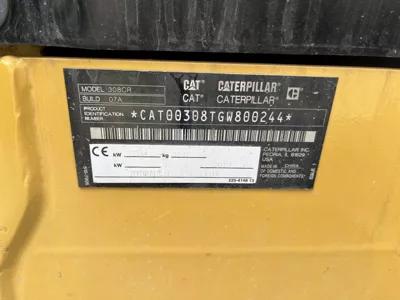 MODEL 308CR
BUILD 07A
CAT CATERPILLAR
CAT® CATERPILLAR®
PRODUCT IDENTIFICATION NUMBER *CAT00308TGW800244*
CE kW kg
kW
CATERPILLAR INC.
PEORIA, IL 61629
USA
MADE IN CHINA
OF DOMESTIC AND
FOREIGN COMPONENTS